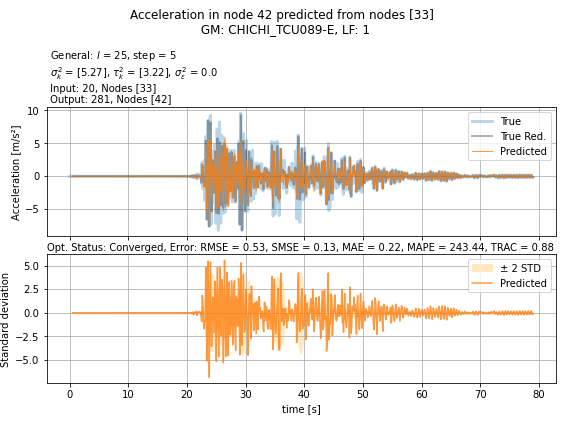 Acceleration in node 42 predicted from nodes [33]
GM: CHICHI_TCU089-E, LF: 1
General: l = 25, step = 5
σ²ₖ = [5.27], τ²ₖ = [3.22], σ²ε = 0.0
Input: 20, Nodes [33]
Output: 281, Nodes [42]
10
5
0
−5
Acceleration [m/s²]
True
True Red.
Predicted
Opt. Status: Converged, Error: RMSE = 0.53, SMSE = 0.13, MAE = 0.22, MAPE = 243.44, TRAC = 0.88
5.0
2.5
0.0
−2.5
−5.0
Standard deviation
± 2 STD
Predicted
0 10 20 30 40 50 60 70 80
time [s]